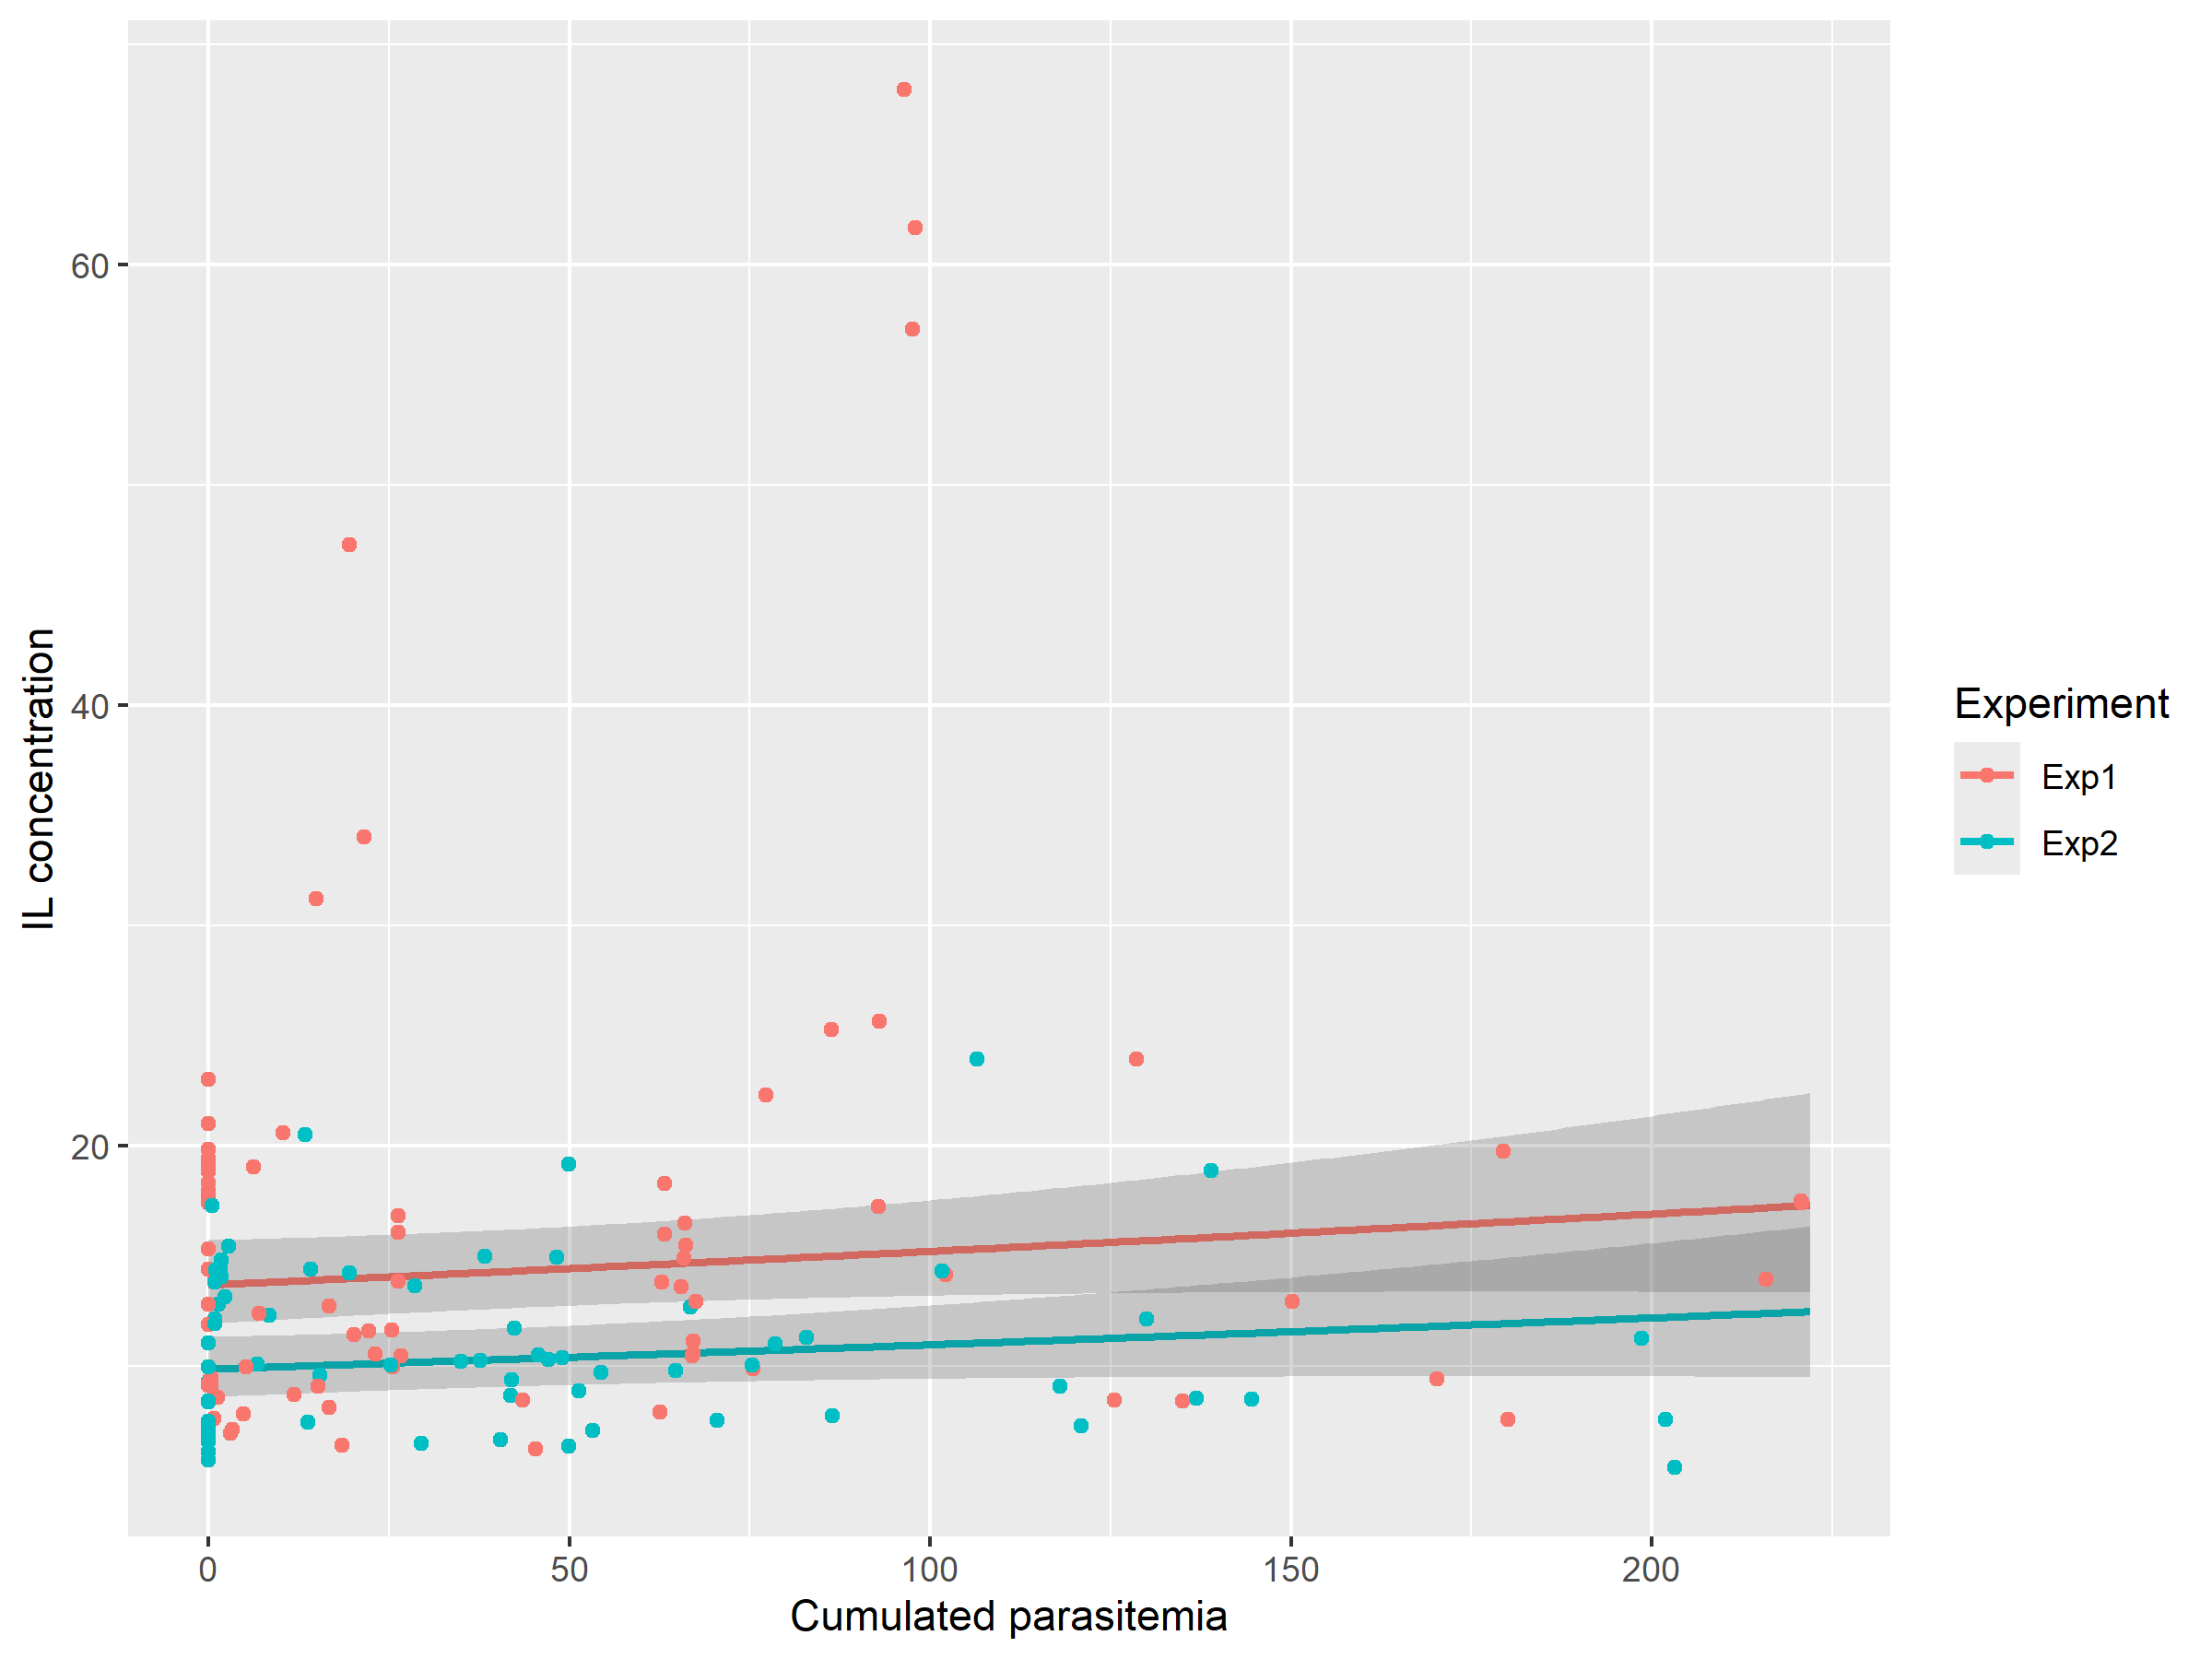 60
40
20
IL concentration
0 50 100 150 200
Cumulated parasitemia
Experiment
Exp1
Exp2